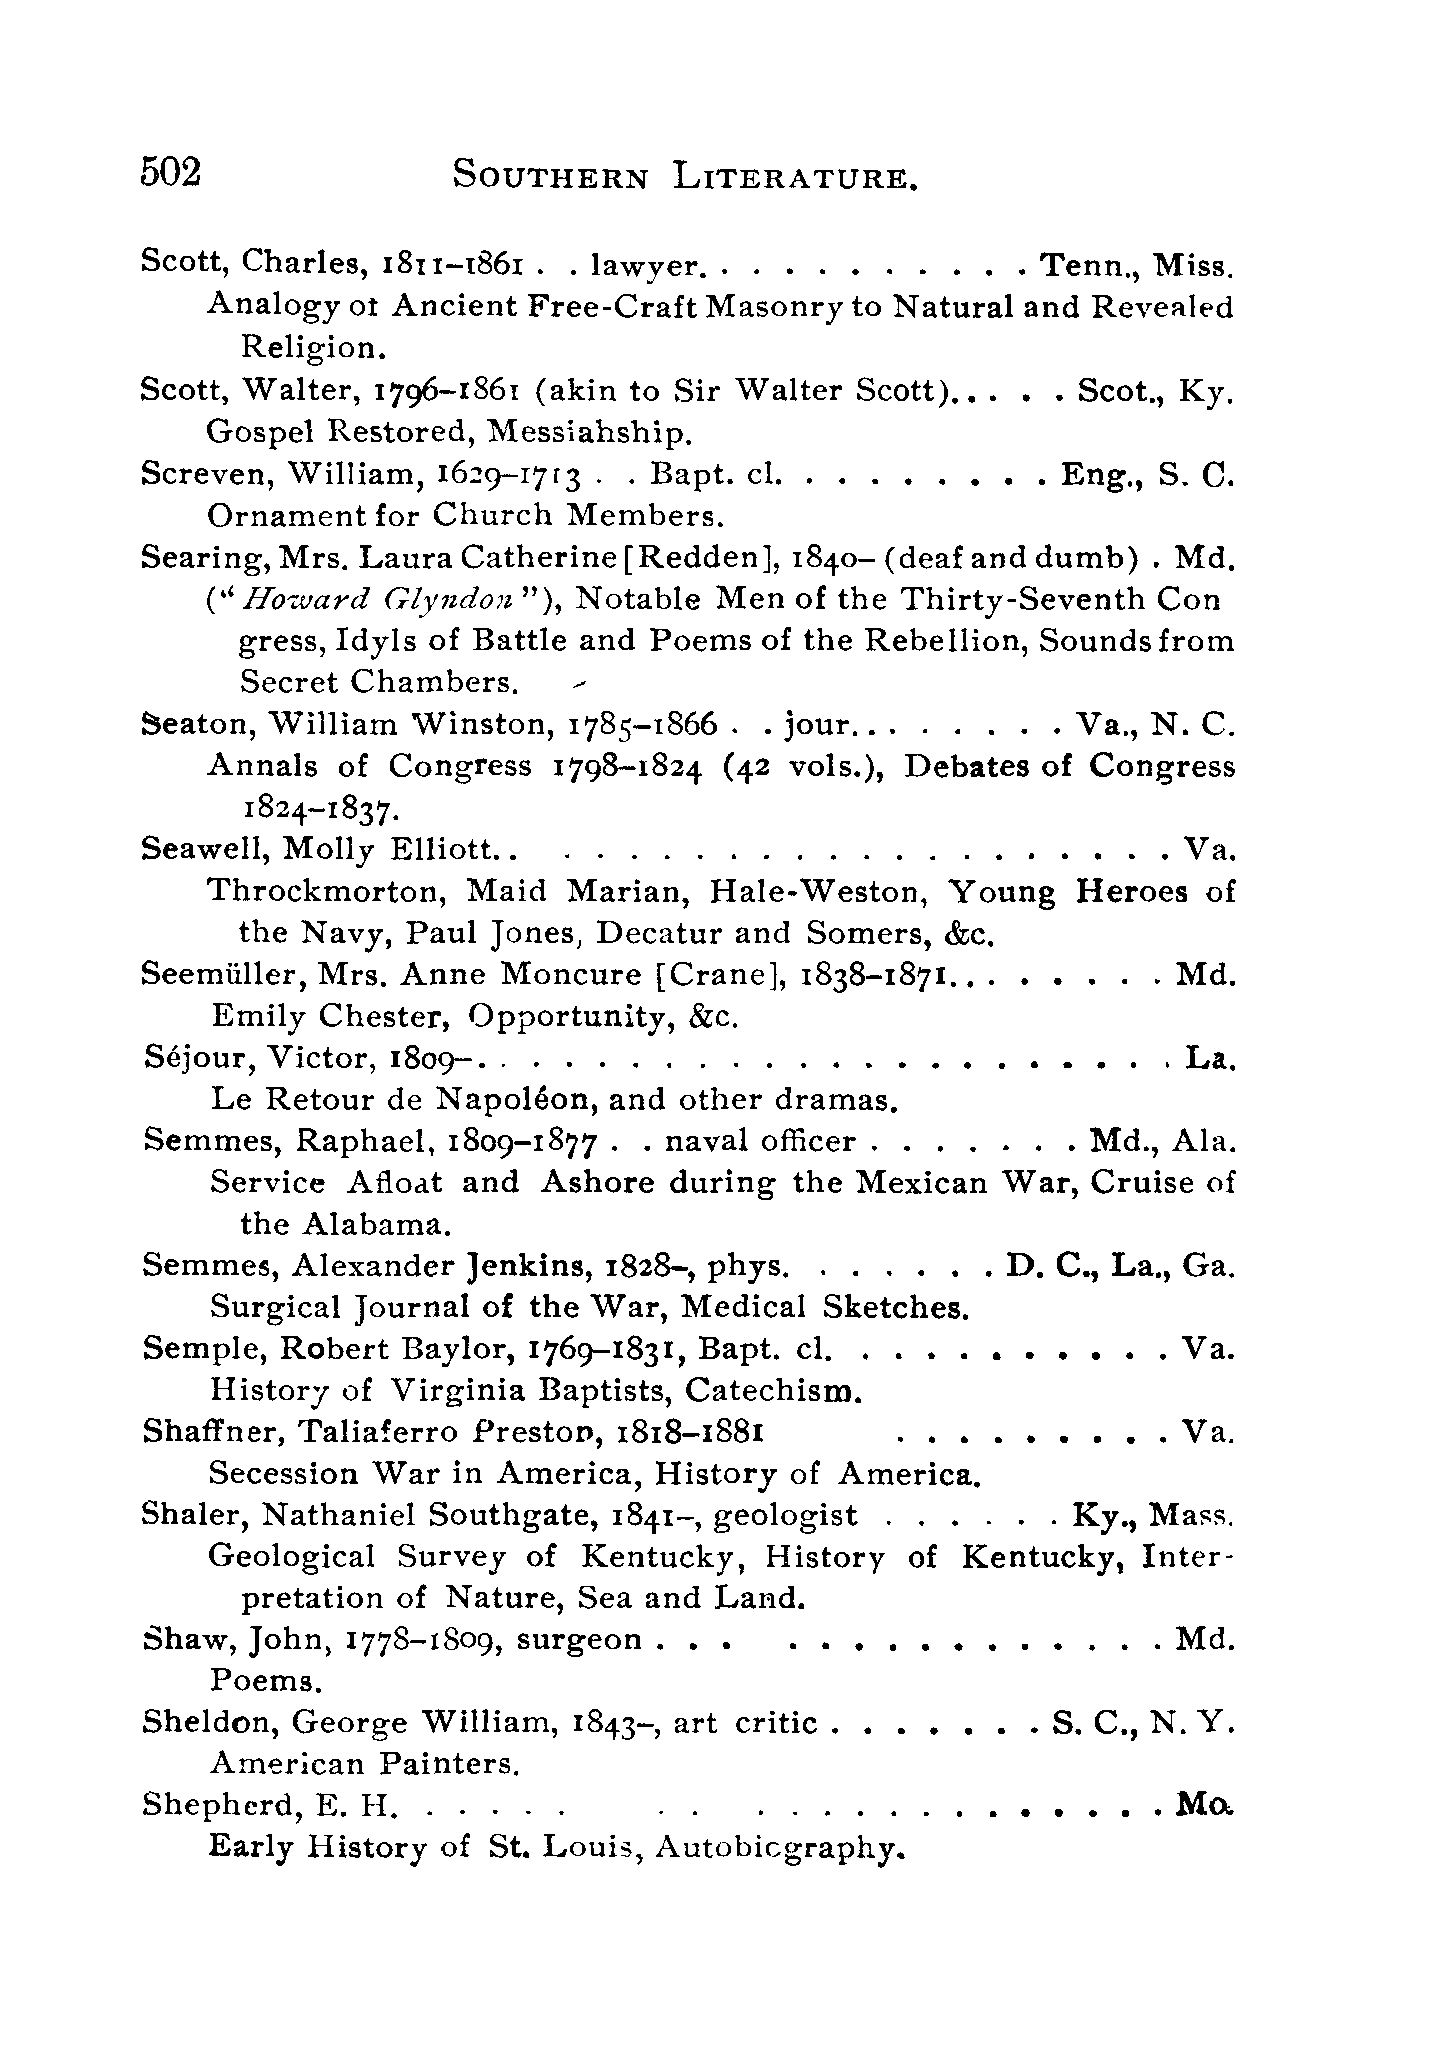 502 SOUTHERN LITERATURE.
Scott, Charles, 1811–1861 . . lawyer. . . . . . . . . . . Tenn., Miss.
Analogy of Ancient Free-Craft Masonry to Natural and Revealed
Religion.
Scott, Walter, 1796–1861 (akin to Sir Walter Scott).. . . . Scot., Ky.
Gospel Restored, Messiahship.
Screven, William, 1629–1713 . . Bapt. cl. . . . . . . . . Eng., S. C.
Ornament for Church Members.
Searing, Mrs. Laura Catherine [Redden], 1840– (deaf and dumb) . Md.
(“Howard Glyndon”), Notable Men of the Thirty-Seventh Con
gress, Idyls of Battle and Poems of the Rebellion, Sounds from
Secret Chambers.
Seaton, William Winston, 1785–1866 . . jour.. . . . . . . Va., N. C.
Annals of Congress 1798–1824 (42 vols.), Debates of Congress
1824–1837.
Seawell, Molly Elliott.. . . . . . . . . . . . . . . . . . . . Va.
Throckmorton, Maid Marian, Hale-Weston, Young Heroes of
the Navy, Paul Jones, Decatur and Somers, &c.
Seemüller, Mrs. Anne Moncure [Crane], 1838–1871.. . . . . . . Md.
Emily Chester, Opportunity, &c.
Séjour, Victor, 1809–. . . . . . . . . . . . . . . . . . . . . . La.
Le Retour de Napoléon, and other dramas.
Semmes, Raphael, 1809–1877 . . naval officer . . . . . . . Md., Ala.
Service Afloat and Ashore during the Mexican War, Cruise of
the Alabama.
Semmes, Alexander Jenkins, 1828–, phys. . . . . . . D. C., La., Ga.
Surgical Journal of the War, Medical Sketches.
Semple, Robert Baylor, 1769–1831, Bapt. cl. . . . . . . . . . . Va.
History of Virginia Baptists, Catechism.
Shaffner, Taliaferro Preston, 1818–1881 . . . . . . . . . Va.
Secession War in America, History of America.
Shaler, Nathaniel Southgate, 1841–, geologist . . . . . . Ky., Mass.
Geological Survey of Kentucky, History of Kentucky, Inter-
pretation of Nature, Sea and Land.
Shaw, John, 1778–1809, surgeon . . . . . . . . . . . . . . . Md.
Poems.
Sheldon, George William, 1843–, art critic . . . . . . . S. C., N. Y.
American Painters.
Shepherd, E. H. . . . . . . . . . . . . . . . . . . . . . Mo.
Early History of St. Louis, Autobiography.